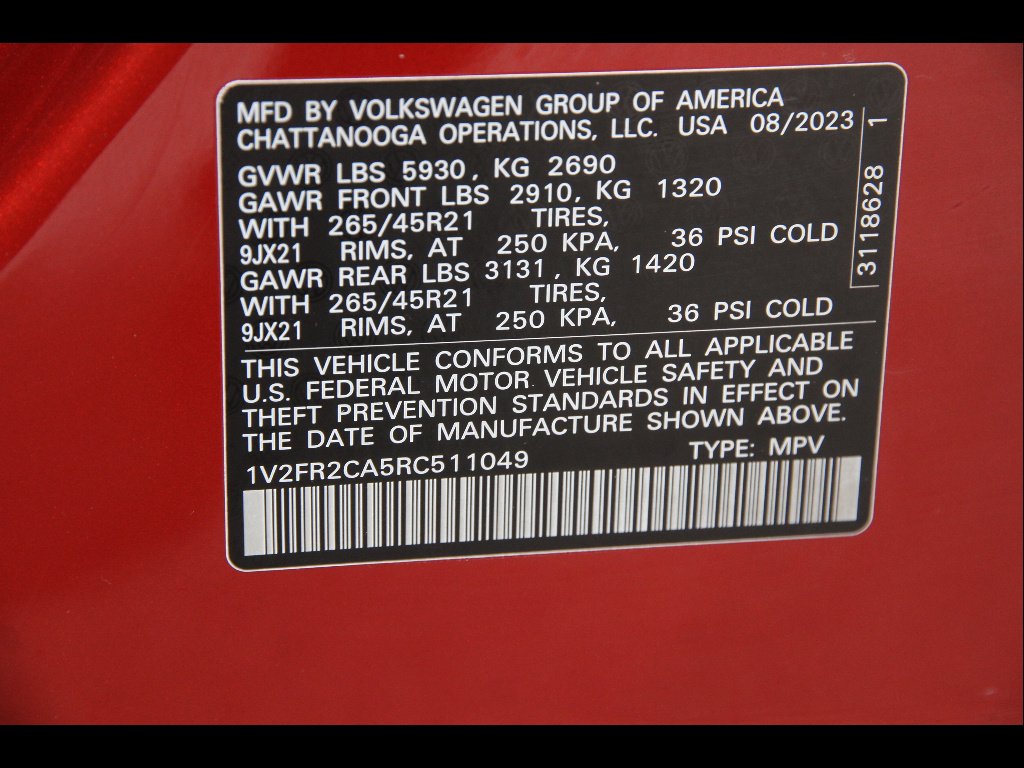 MFD BY VOLKSWAGEN GROUP OF AMERICA
CHATTANOOGA OPERATIONS, LLC. USA 08/2023
GVWR LBS 5930, KG 2690
GAWR FRONT LBS 2910, KG 1320
WITH 265/45R21 TIRES,
9JX21 RIMS, AT 250 KPA, 36 PSI COLD
GAWR REAR LBS 3131, KG 1420
WITH 265/45R21 TIRES,
9JX21 RIMS, AT 250 KPA, 36 PSI COLD
THIS VEHICLE CONFORMS TO ALL APPLICABLE
U.S. FEDERAL MOTOR VEHICLE SAFETY AND
THEFT PREVENTION STANDARDS IN EFFECT ON
THE DATE OF MANUFACTURE SHOWN ABOVE.
1V2FR2CA5RC511049 TYPE: MPV
3118628 1